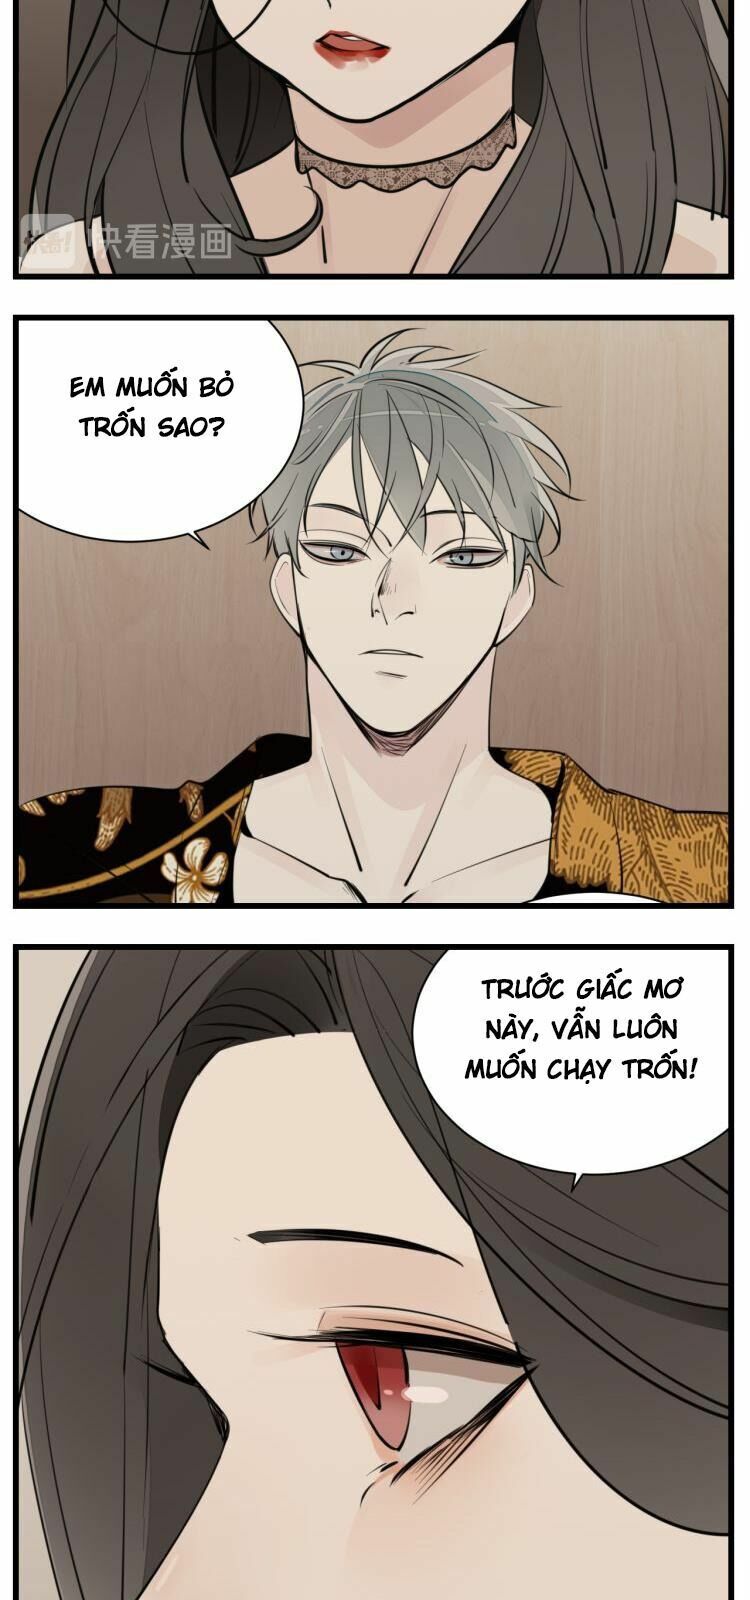 快看漫画
EM MUỐN BỎ
TRỐN SAO?
TRƯỚC GIẤC MƠ
NÀY, VẪN LUÔN
MUỐN CHẠY TRỐN!